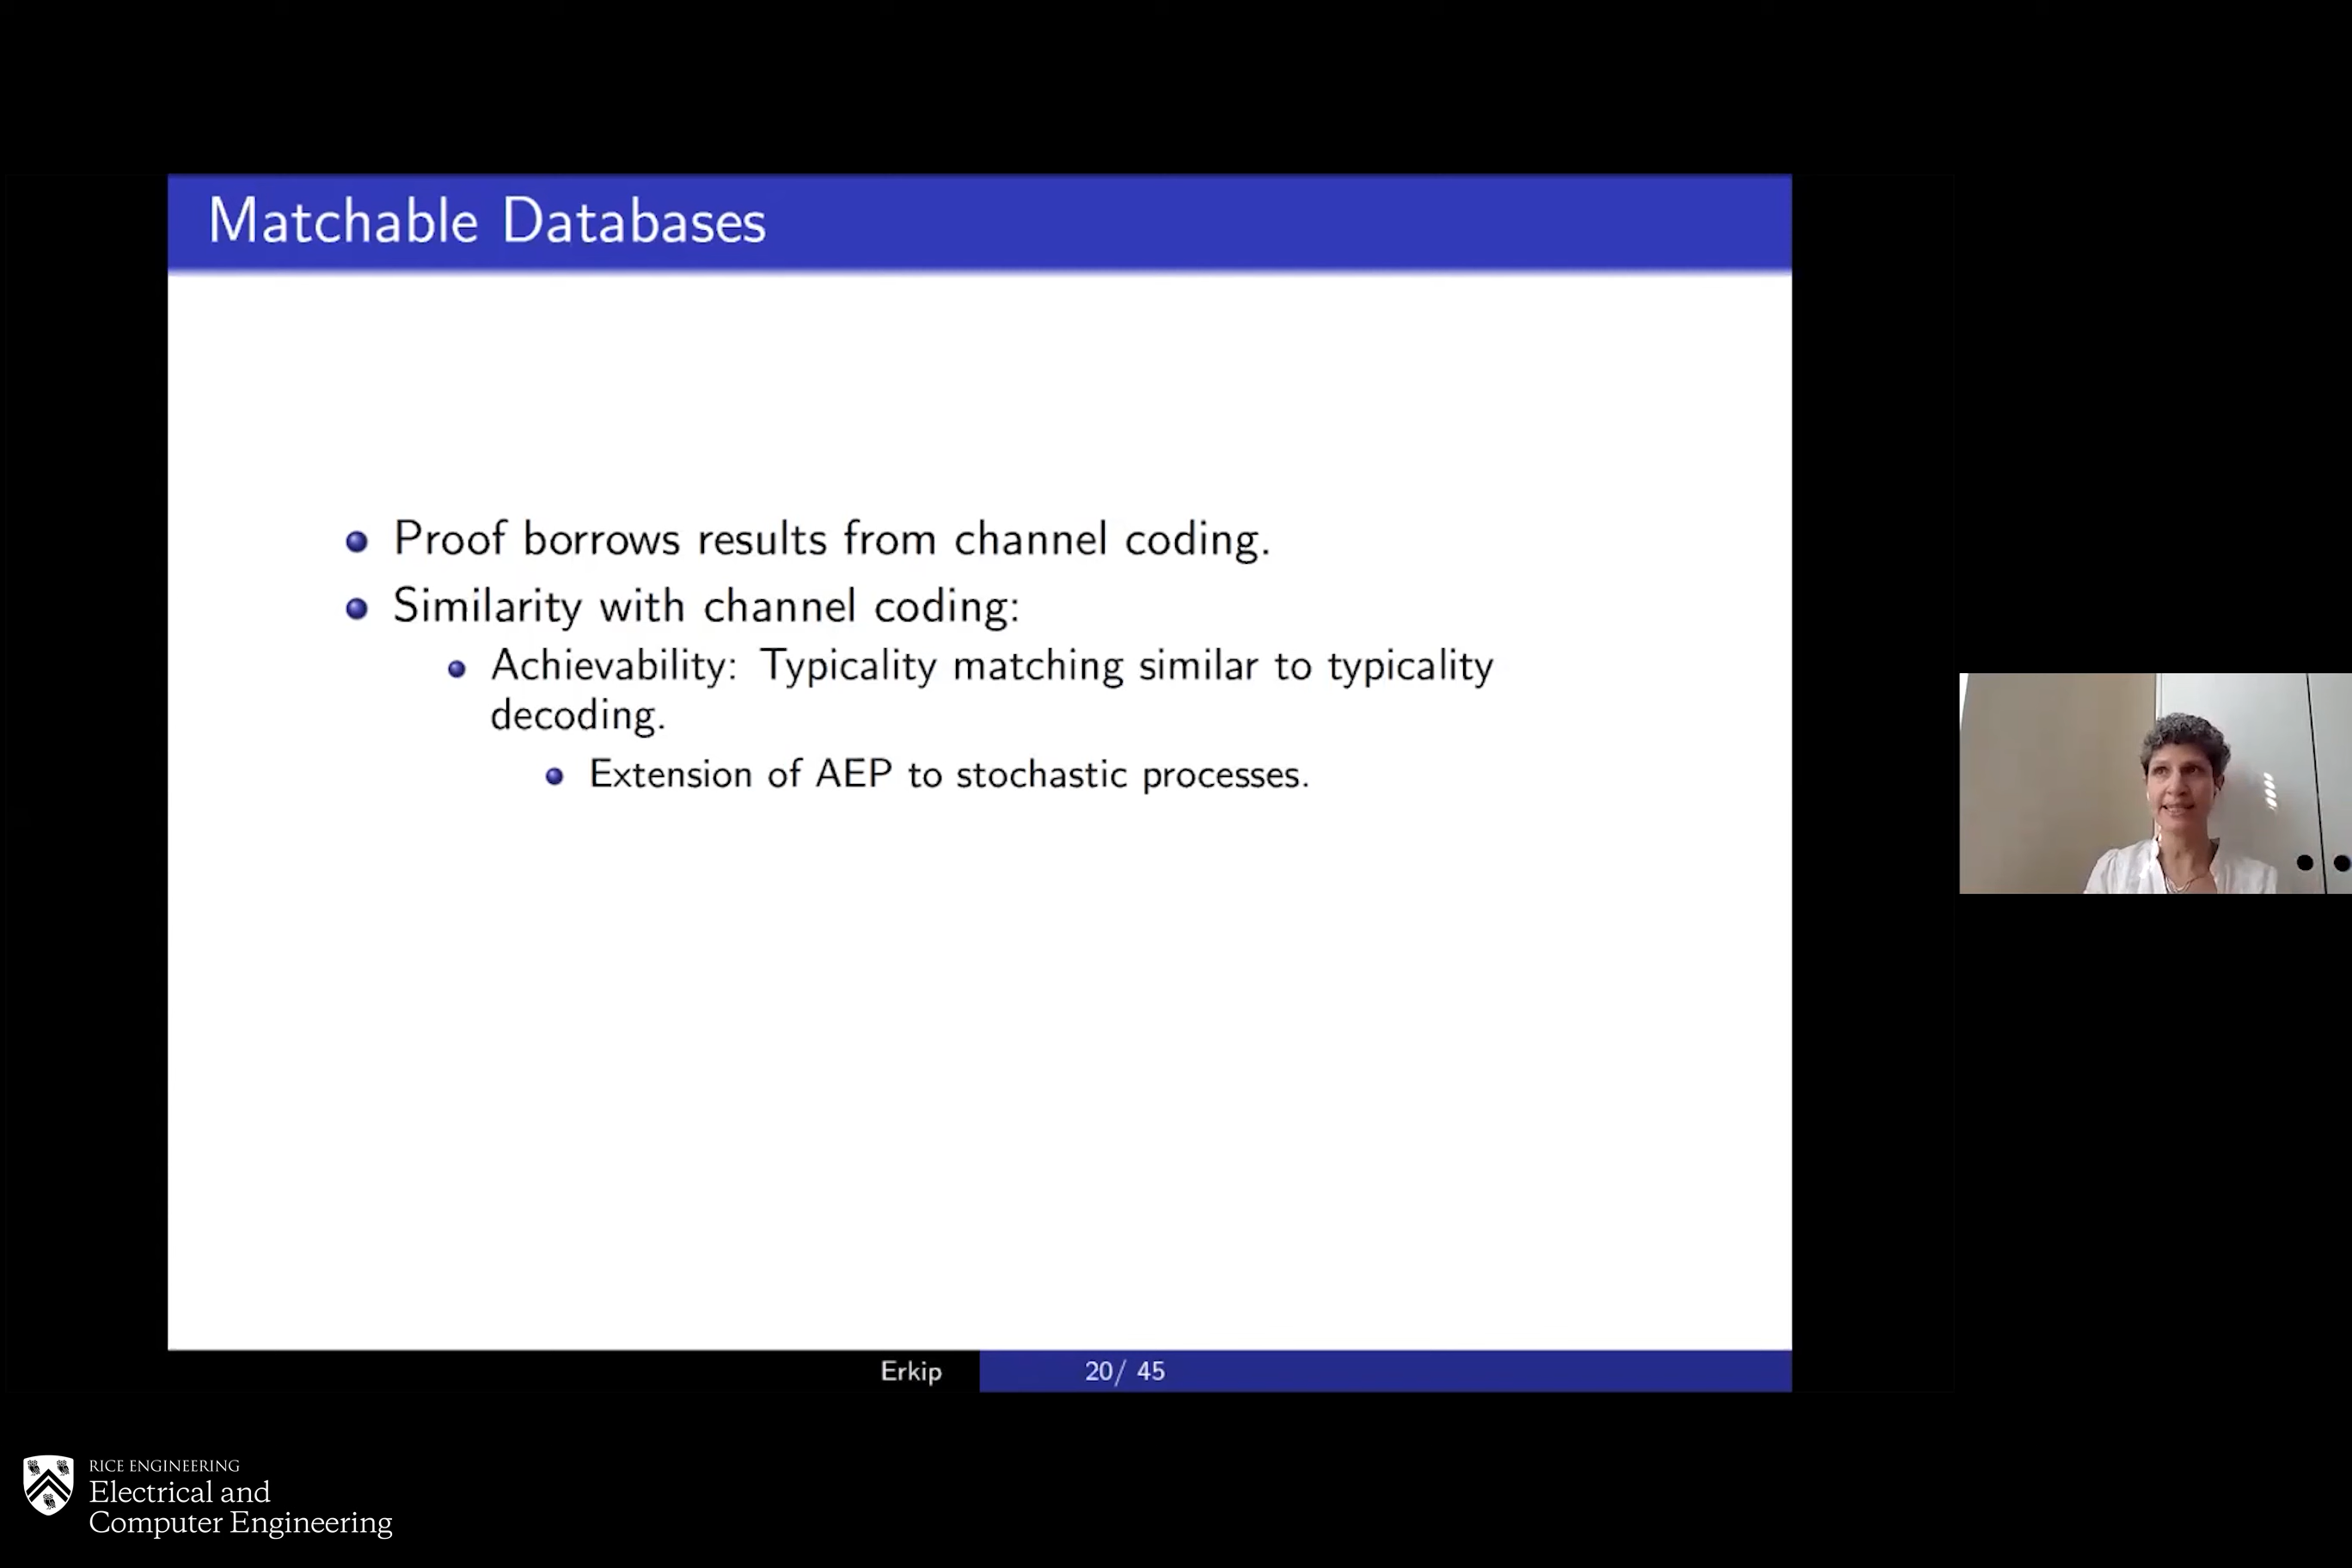 Matchable Databases
Proof borrows results from channel coding.
Similarity with channel coding:
Achievability: Typicality matching similar to typicality
decoding.
Extension of AEP to stochastic processes.
Erkip
20/ 45
RICE ENGINEERING
Electrical and
Computer Engineering